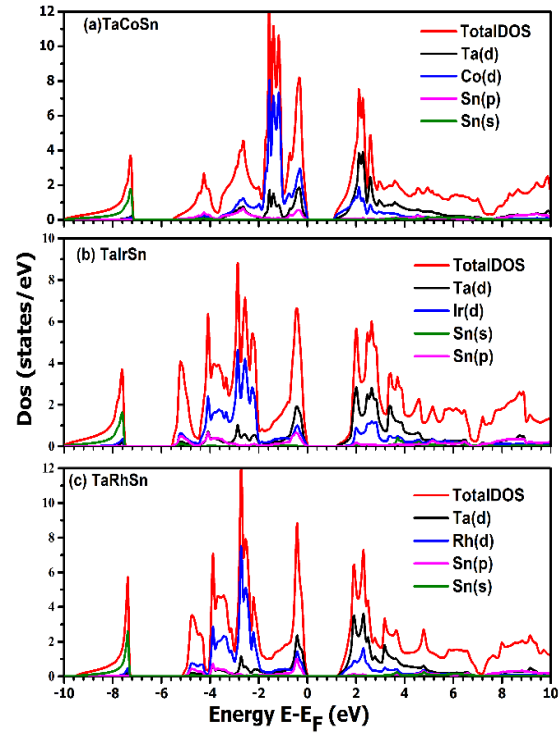 (a)TaCoSn
TotalDOS
Ta(d)
Co(d)
Sn(p)
Sn(s)
12
10
8
6
4
2
0
(b) TaIrSn
TotalDOS
Ta(d)
Ir(d)
Sn(s)
Sn(p)
10
8
6
4
2
0
Dos (states/eV)
(c) TaRhSn
TotalDOS
Ta(d)
Rh(d)
Sn(p)
Sn(s)
12
10
8
6
4
2
0
-10 -8 -6 -4 -2 0 2 4 6 8 10
Energy E-EF (eV)